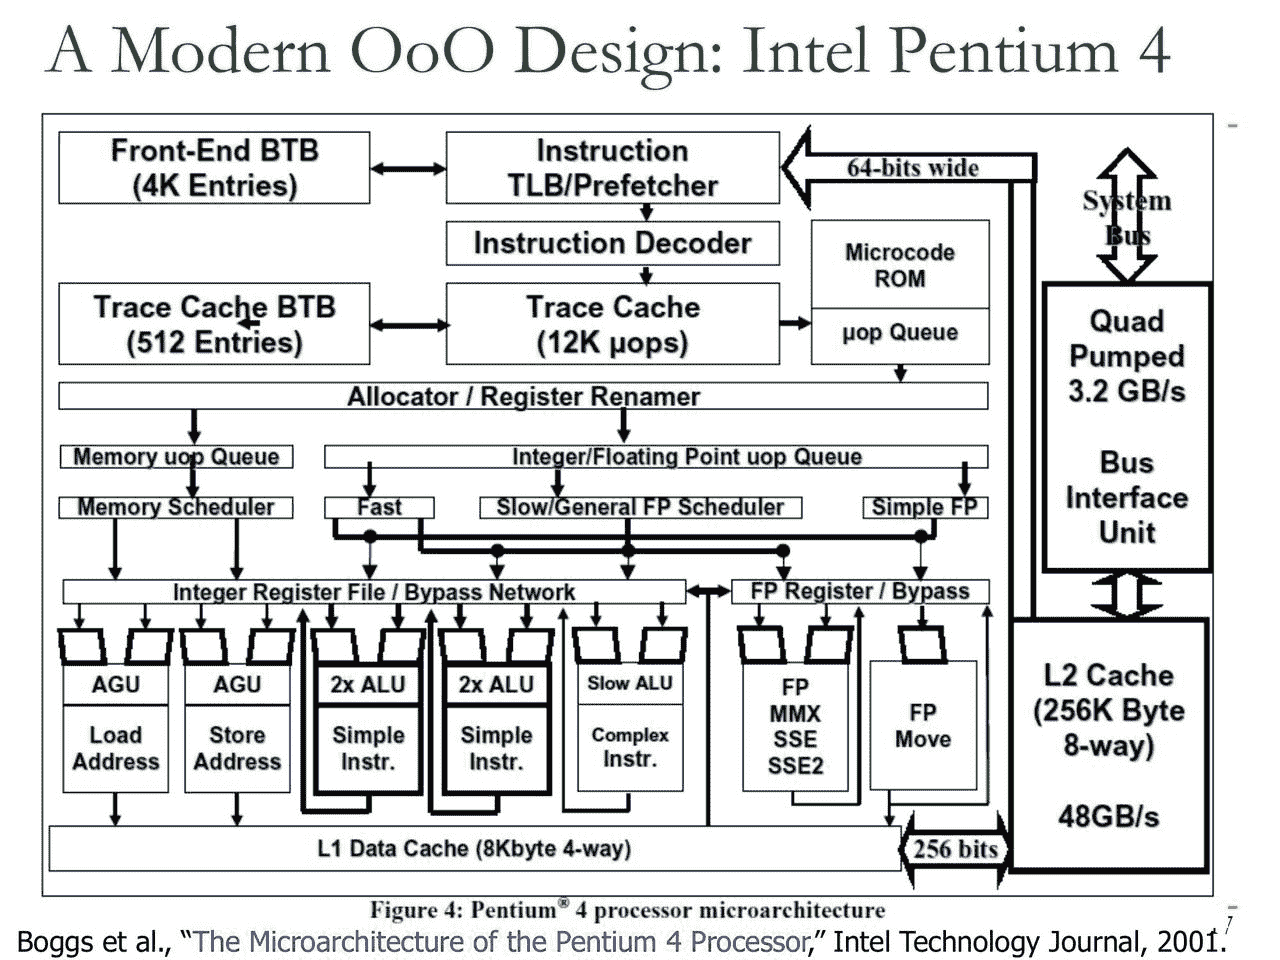 A Modern OoO Design: Intel Pentium 4
Front-End BTB
(4K Entries)
Instruction
TLB/Prefetcher
64-bits wide
System
Bus
Instruction Decoder
Microcode
ROM
Trace Cache BTB
(512 Entries)
Trace Cache
(12K µops)
µop Queue
Quad
Pumped
3.2 GB/s
Bus
Interface
Unit
Allocator / Register Renamer
Memory uop Queue
Integer/Floating Point uop Queue
Memory Scheduler
Fast
Slow/General FP Scheduler
Simple FP
Integer Register File / Bypass Network
FP Register / Bypass
AGU
Load
Address
AGU
Store
Address
2x ALU
Simple
Instr.
2x ALU
Simple
Instr.
Slow ALU
Complex
Instr.
FP
MMX
SSE
SSE2
FP
Move
L2 Cache
(256K Byte
8-way)
48GB/s
L1 Data Cache (8Kbyte 4-way)
256 bits
Figure 4: Pentium® 4 processor microarchitecture
Boggs et al., “The Microarchitecture of the Pentium 4 Processor,” Intel Technology Journal, 2001.